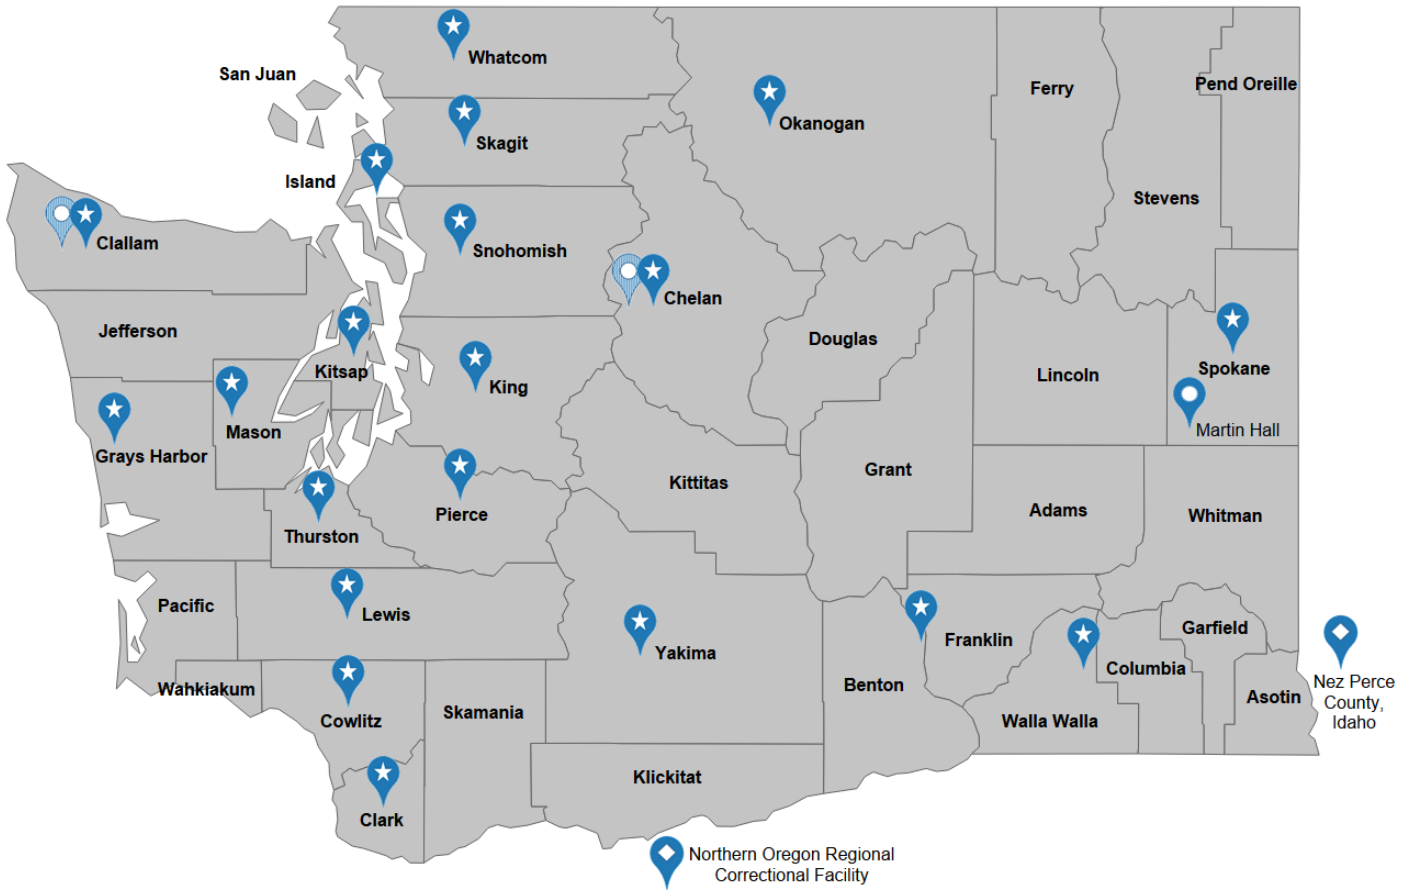 Whatcom
San Juan
Pend Oreille
Ferry
Okanogan
Skagit
Island
Stevens
Clallam
Snohomish
Chelan
Jefferson
Douglas
Kitsap
Spokane
Lincoln
King
Mason
Martin Hall
Grays Harbor
Grant
Kittitas
Pierce
Adams
Whitman
Thurston
Pacific
Lewis
Garfield
Franklin
Yakima
Columbia
Benton
Wahkiakum
Asotin
Nez Perce
County,
Idaho
Skamania
Cowlitz
Walla Walla
Klickitat
Clark
Northern Oregon Regional
Correctional Facility